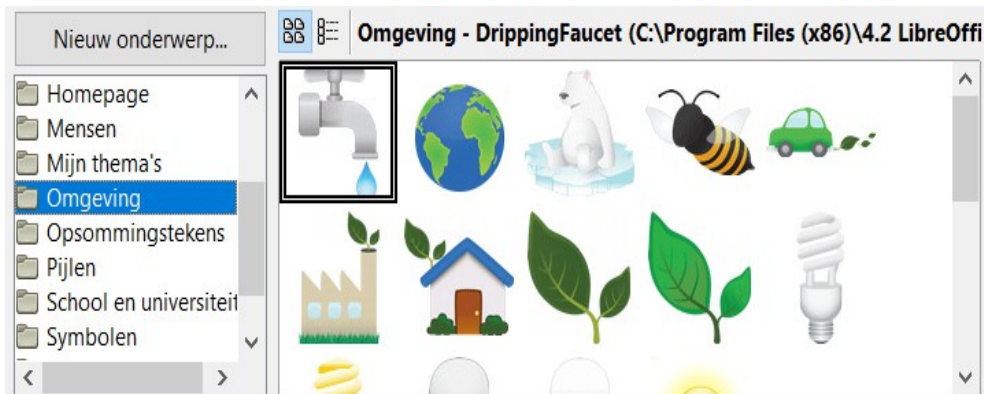 Nieuw onderwerp...
Omgeving - DrippingFaucet (C:\Program Files (x86)\4.2 LibreOffi
Homepage
Mensen
Mijn thema's
Omgeving
Opsommingstekens
Pijlen
School en universiteit
Symbolen